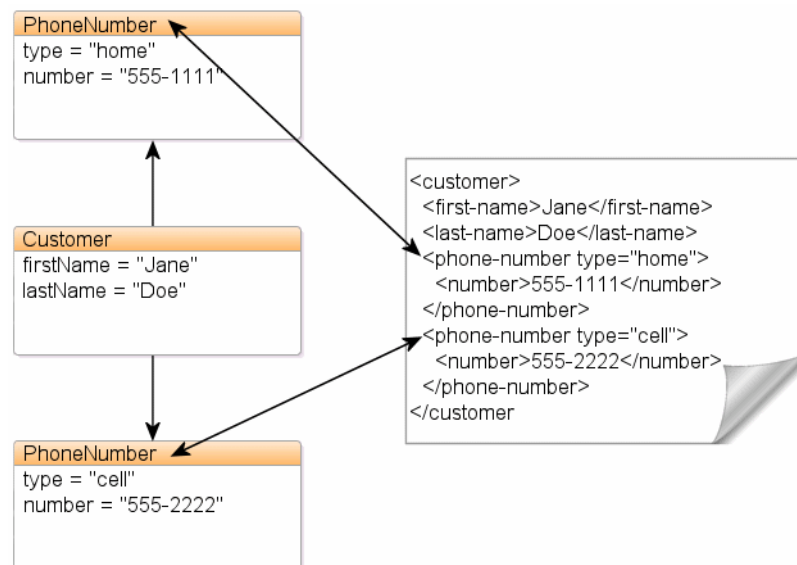 PhoneNumber
type = "home"
number = "555-1111"
Customer
firstName = "Jane"
lastName = "Doe"
PhoneNumber
type = "cell"
number = "555-2222"
<customer>
<first-name>Jane</first-name>
<last-name>Doe</last-name>
<phone-number type="home">
<number>555-1111</number>
</phone-number>
<phone-number type="cell">
<number>555-2222</number>
</phone-number>
</customer